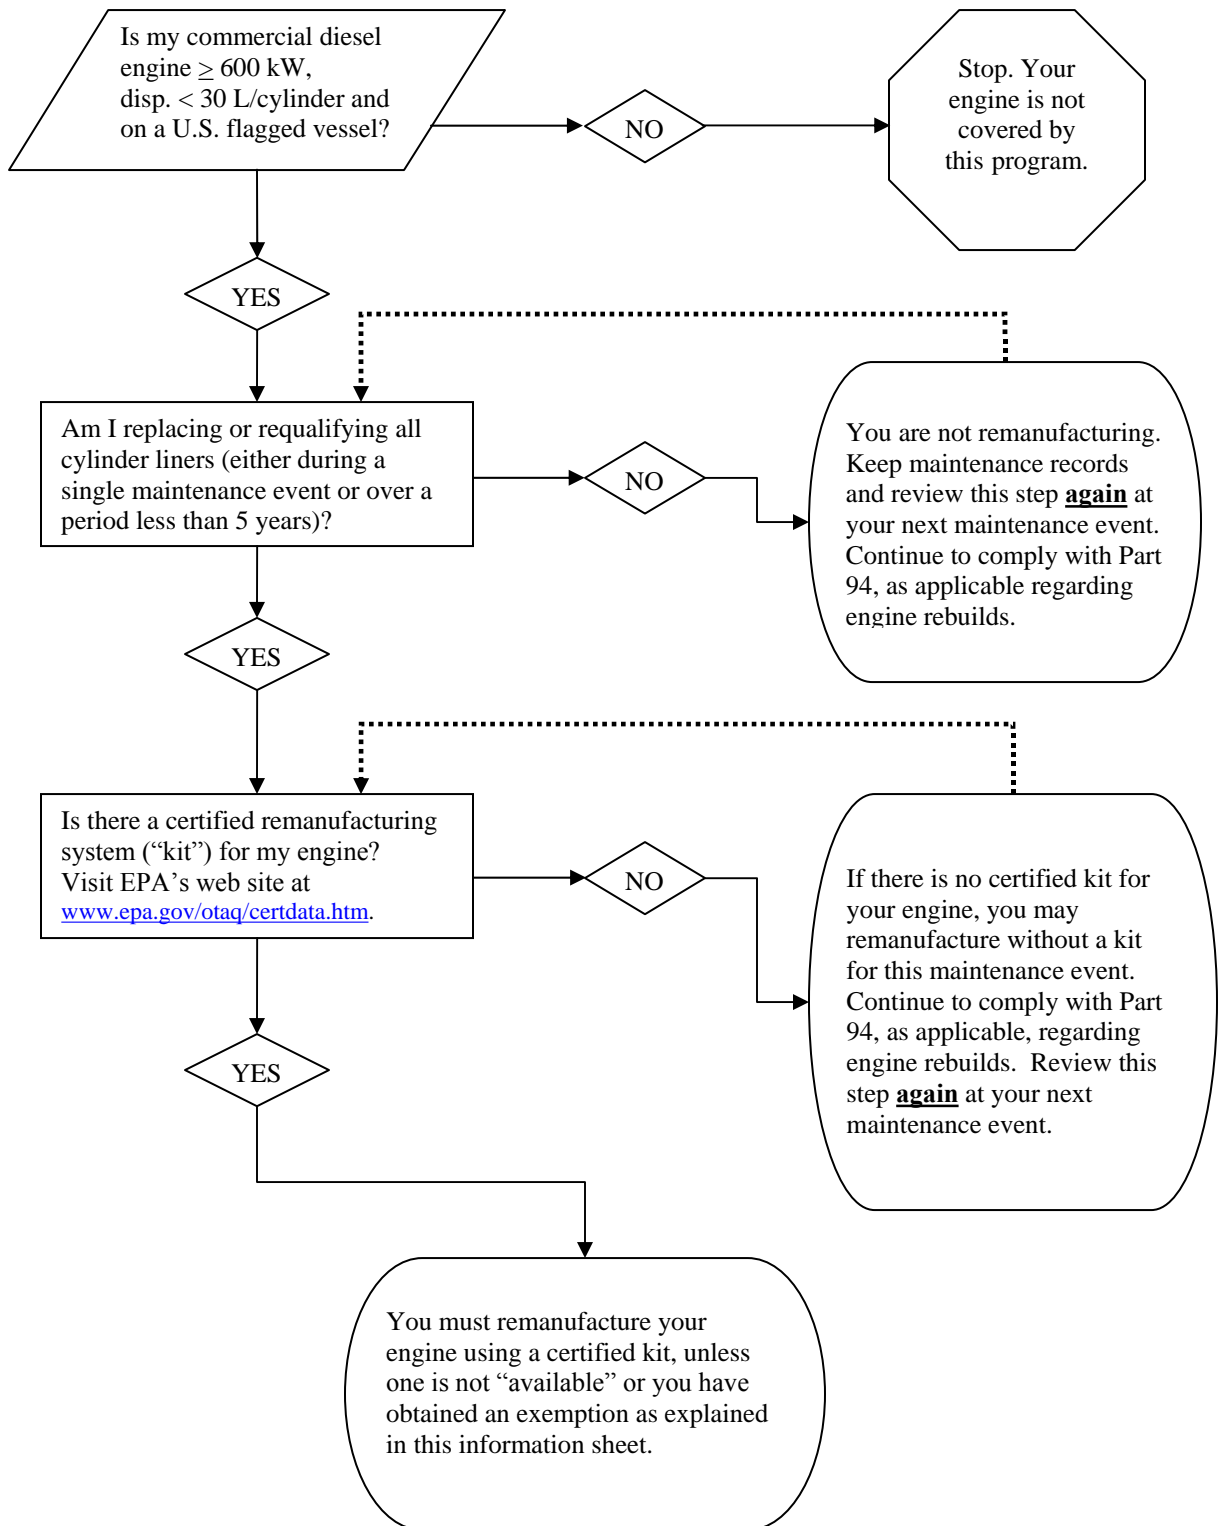 Is my commercial diesel
engine ≥ 600 kW,
disp. < 30 L/cylinder and
on a U.S. flagged vessel?
NO
Stop. Your
engine is not
covered by
this program.
YES
Am I replacing or requalifying all
cylinder liners (either during a
single maintenance event or over a
period less than 5 years)?
NO
You are not remanufacturing.
Keep maintenance records
and review this step again at
your next maintenance event.
Continue to comply with Part
94, as applicable regarding
engine rebuilds.
YES
Is there a certified remanufacturing
system (“kit”) for my engine?
Visit EPA’s web site at
www.epa.gov/otaq/certdata.htm.
NO
If there is no certified kit for
your engine, you may
remanufacture without a kit
for this maintenance event.
Continue to comply with Part
94, as applicable, regarding
engine rebuilds.  Review this
step again at your next
maintenance event.
YES
You must remanufacture your
engine using a certified kit, unless
one is not “available” or you have
obtained an exemption as explained
in this information sheet.